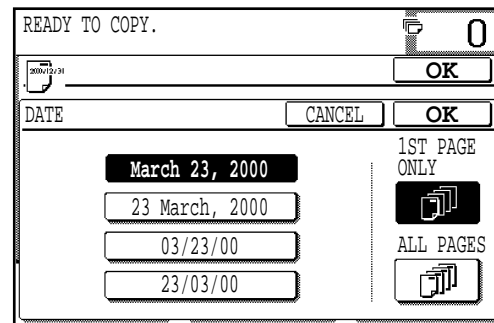 READY TO COPY. 0
2000/12/31
OK
DATE CANCEL OK
1ST PAGE
ONLY
March 23, 2000
23 March, 2000
03/23/00
ALL PAGES
23/03/00